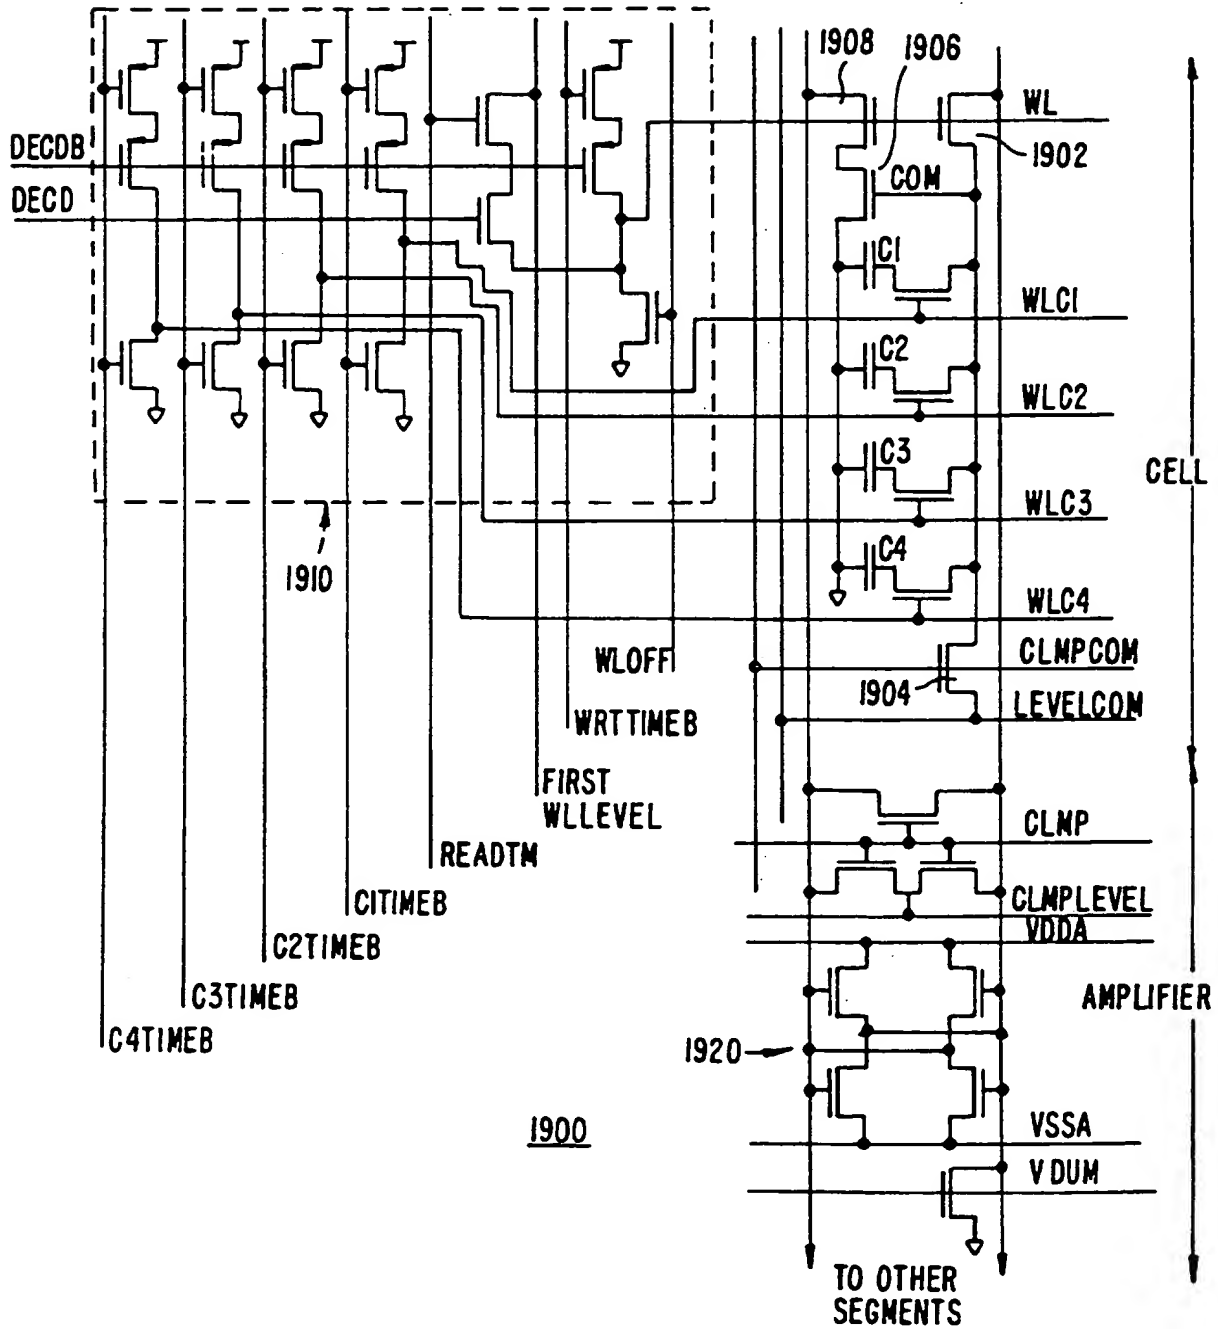 1908
1906
WL
1902
DECDB
DECD
COM
C1
WLC1
C2
WLC2
C3
WLC3
CELL
C4
WLC4
1910
WLOFF
CLMPCOM
1904
LEVELCOM
WRTTIMEB
FIRST
WLLEVEL
CLMP
READTM
C1TIMEB
CLMPLEVEL
VDDA
C2TIMEB
C3TIMEB
AMPLIFIER
C4TIMEB
1920
1900
VSSA
VDUM
TO OTHER
SEGMENTS